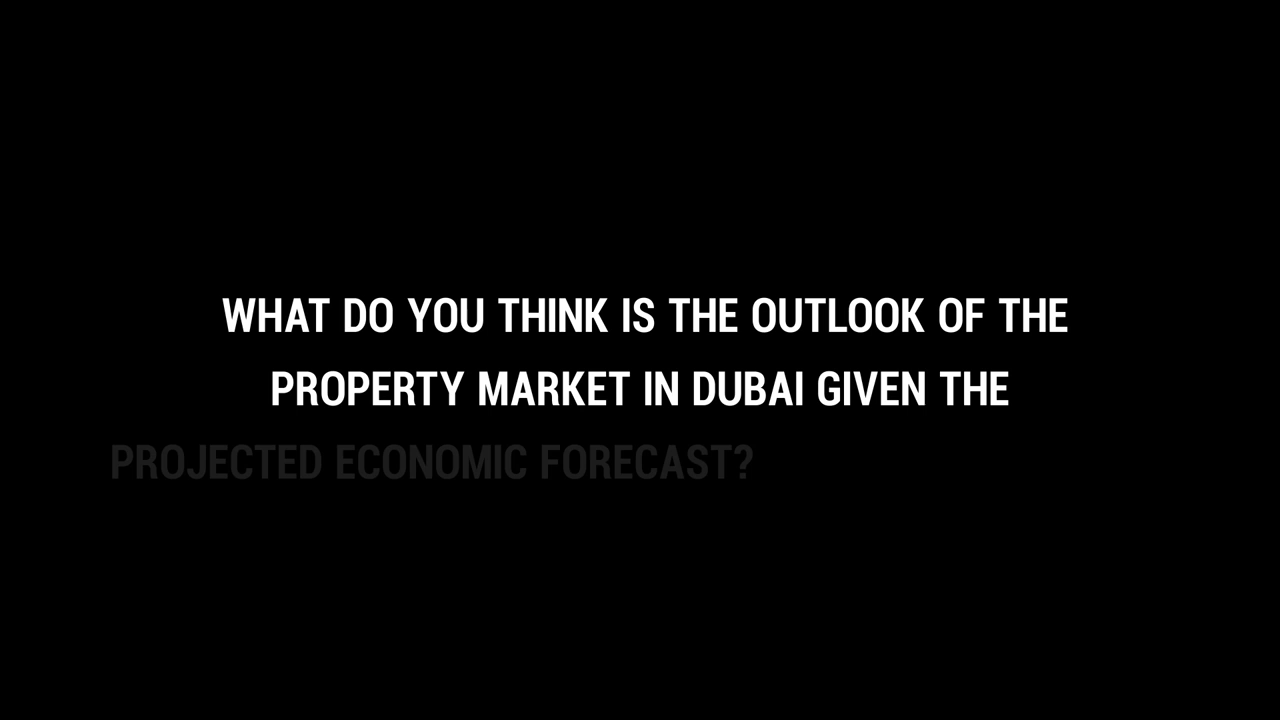 WHAT DO YOU THINK IS THE OUTLOOK OF THE
PROPERTY MARKET IN DUBAI GIVEN THE
PROJECTED ECONOMIC FORECAST?